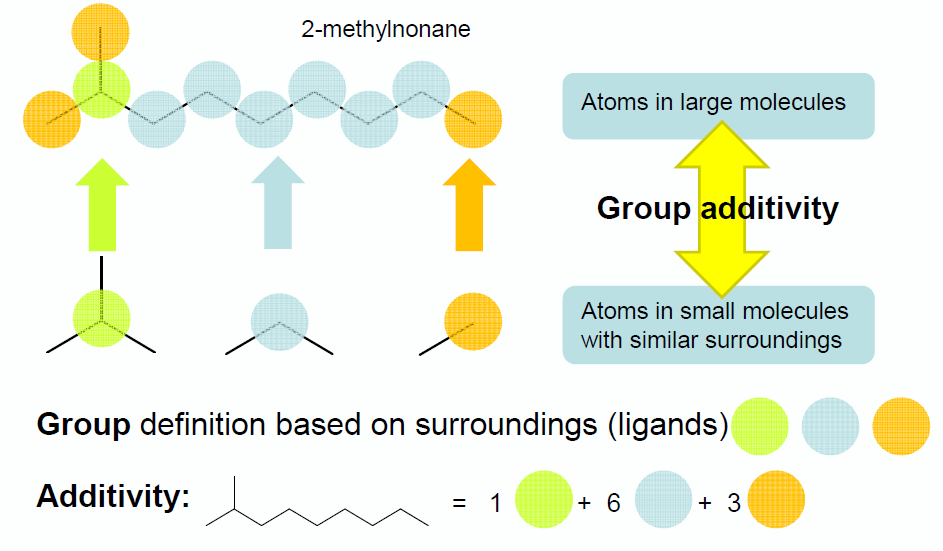 2-methylnonane
Atoms in large molecules
Group additivity
Atoms in small molecules
with similar surroundings
Group definition based on surroundings (ligands)
Additivity: = 1 + 6 + 3